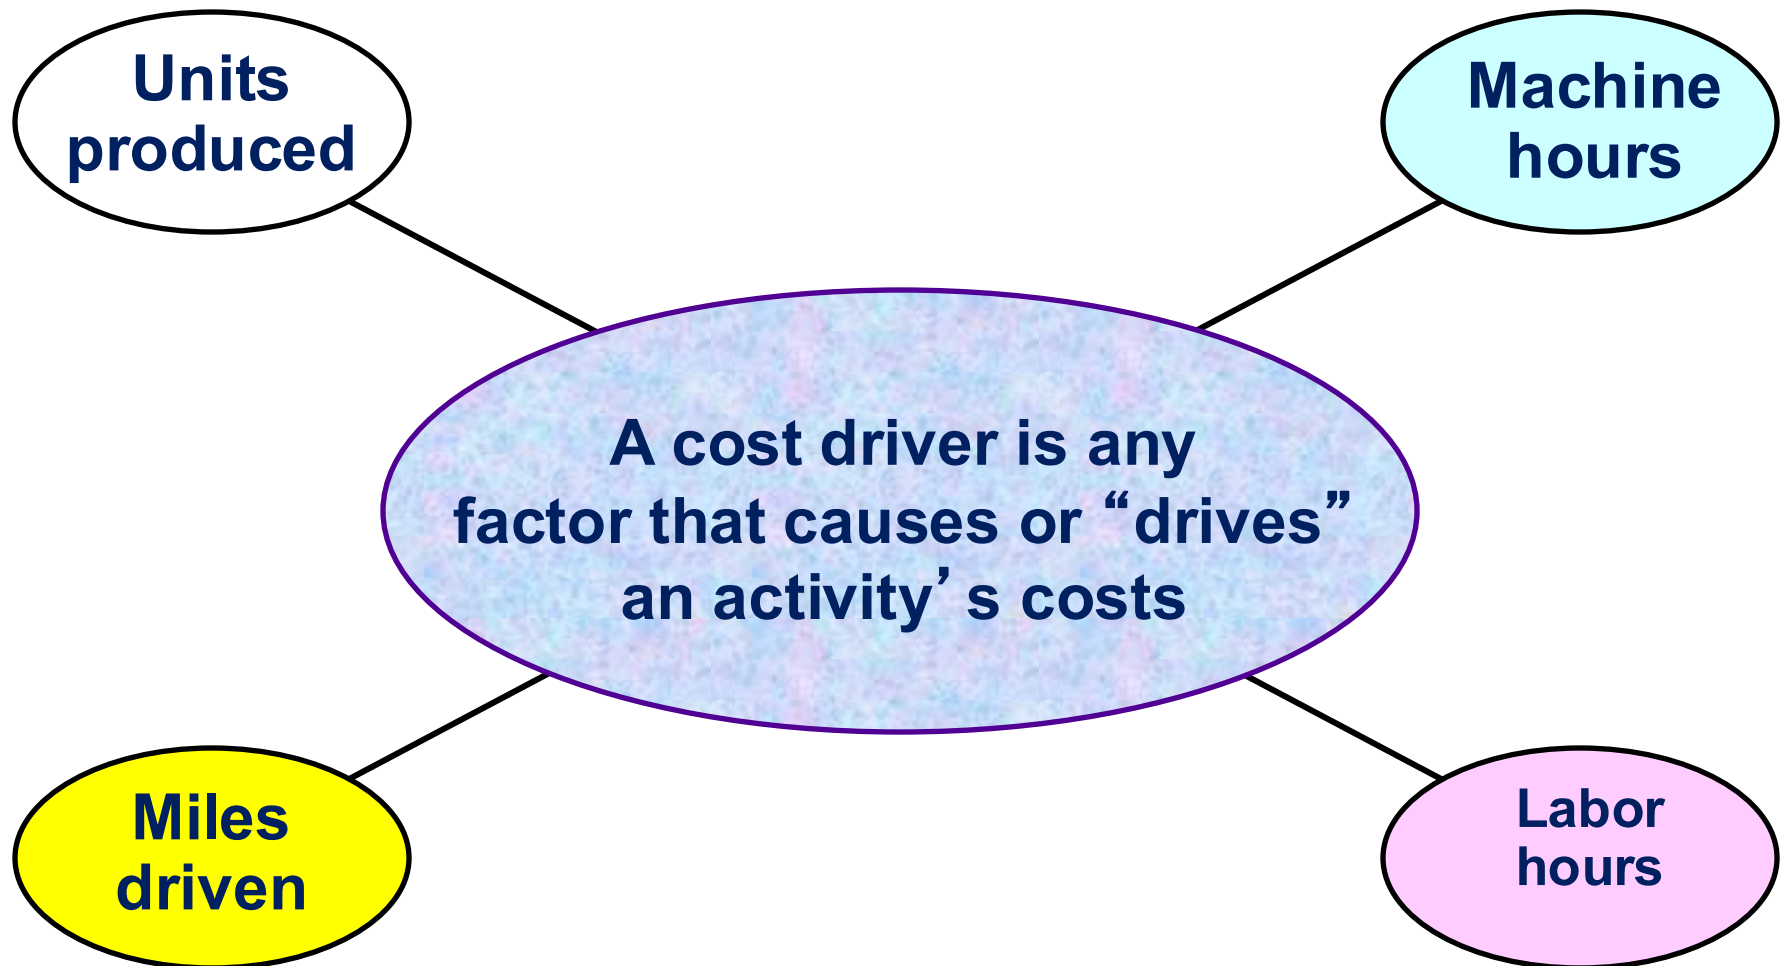 Units
produced
Machine
hours
A cost driver is any
factor that causes or “drives”
an activity’s costs
Miles
driven
Labor
hours